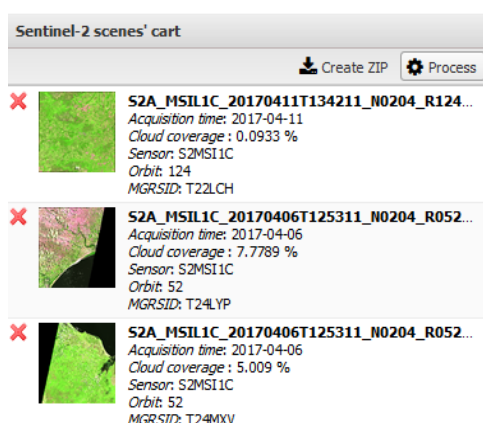 Sentinel-2 scenes' cart
Create ZIP Process
S2A_MSIL1C_20170411T134211_N0204_R124...
Acquisition time: 2017-04-11
Cloud coverage : 0.0933 %
Sensor: S2MSI1C
Orbit: 124
MGRSID: T22LCH
S2A_MSIL1C_20170406T125311_N0204_R052...
Acquisition time: 2017-04-06
Cloud coverage : 7.7789 %
Sensor: S2MSI1C
Orbit: 52
MGRSID: T24LYP
S2A_MSIL1C_20170406T125311_N0204_R052...
Acquisition time: 2017-04-06
Cloud coverage : 5.009 %
Sensor: S2MSI1C
Orbit: 52
MGRSID: T24MXV